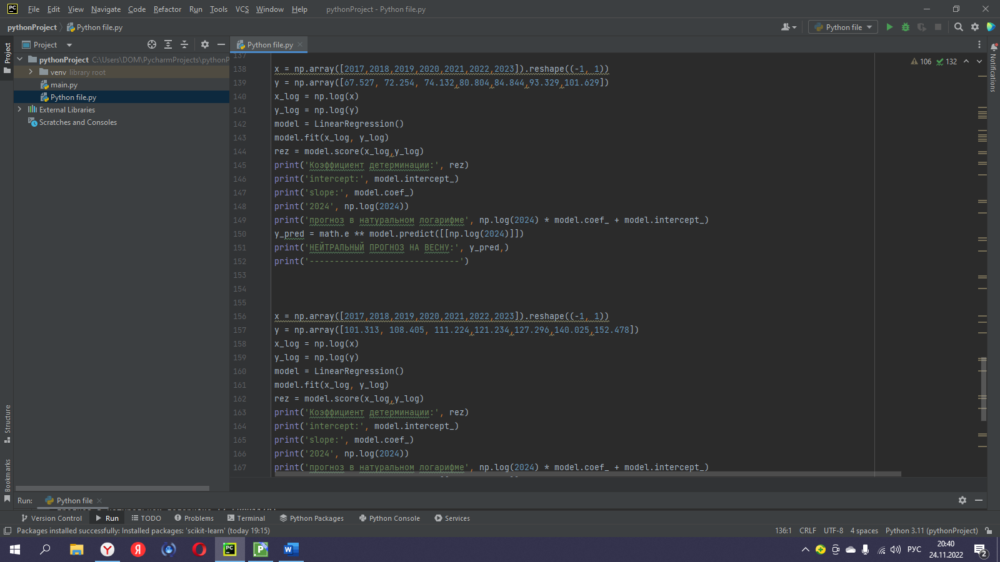 PC File Edit View Navigate Code Refactor Run Tools VCS Window Help pythonProject - Python file.py
pythonProject Python file.py
Python file
Project
Python file.py
pythonProject C:\Users\DOM\PycharmProjects\pythonP
venv library root
main.py
Python file.py
External Libraries
Scratches and Consoles
Project
Structure
Bookmarks
Notifications
106 132
137
138 x = np.array([2017,2018,2019,2020,2021,2022,2023]).reshape((-1, 1))
139 y = np.array([67.527, 72.254, 74.132,80.804,84.844,93.329,101.629])
140 x_log = np.log(x)
141 y_log = np.log(y)
142 model = LinearRegression()
143 model.fit(x_log, y_log)
144 rez = model.score(x_log,y_log)
145 print('Коэффициент детерминации:', rez)
146 print('intercept:', model.intercept_)
147 print('slope:', model.coef_)
148 print('2024', np.log(2024))
149 print('прогноз в натуральном логарифме', np.log(2024) * model.coef_ + model.intercept_)
150 y_pred = math.e ** model.predict([[np.log(2024)]])
151 print('НЕЙТРАЛЬНЫЙ ПРОГНОЗ НА ВЕСНУ:', y_pred,)
152 print('------------------------------')
153
154
155
156 x = np.array([2017,2018,2019,2020,2021,2022,2023]).reshape((-1, 1))
157 y = np.array([101.313, 108.405, 111.224,121.234,127.296,140.025,152.478])
158 x_log = np.log(x)
159 y_log = np.log(y)
160 model = LinearRegression()
161 model.fit(x_log, y_log)
162 rez = model.score(x_log,y_log)
163 print('Коэффициент детерминации:', rez)
164 print('intercept:', model.intercept_)
165 print('slope:', model.coef_)
166 print('2024', np.log(2024))
167 print('прогноз в натуральном логарифме', np.log(2024) * model.coef_ + model.intercept_)
Run: Python file
Version Control Run TODO Problems Terminal Python Packages Python Console Services
Packages installed successfully: Installed packages: 'scikit-learn' (today 19:15)
136:1 CRLF UTF-8 4 spaces Python 3.11 (pythonProject)
РУС
20:40
24.11.2022
2